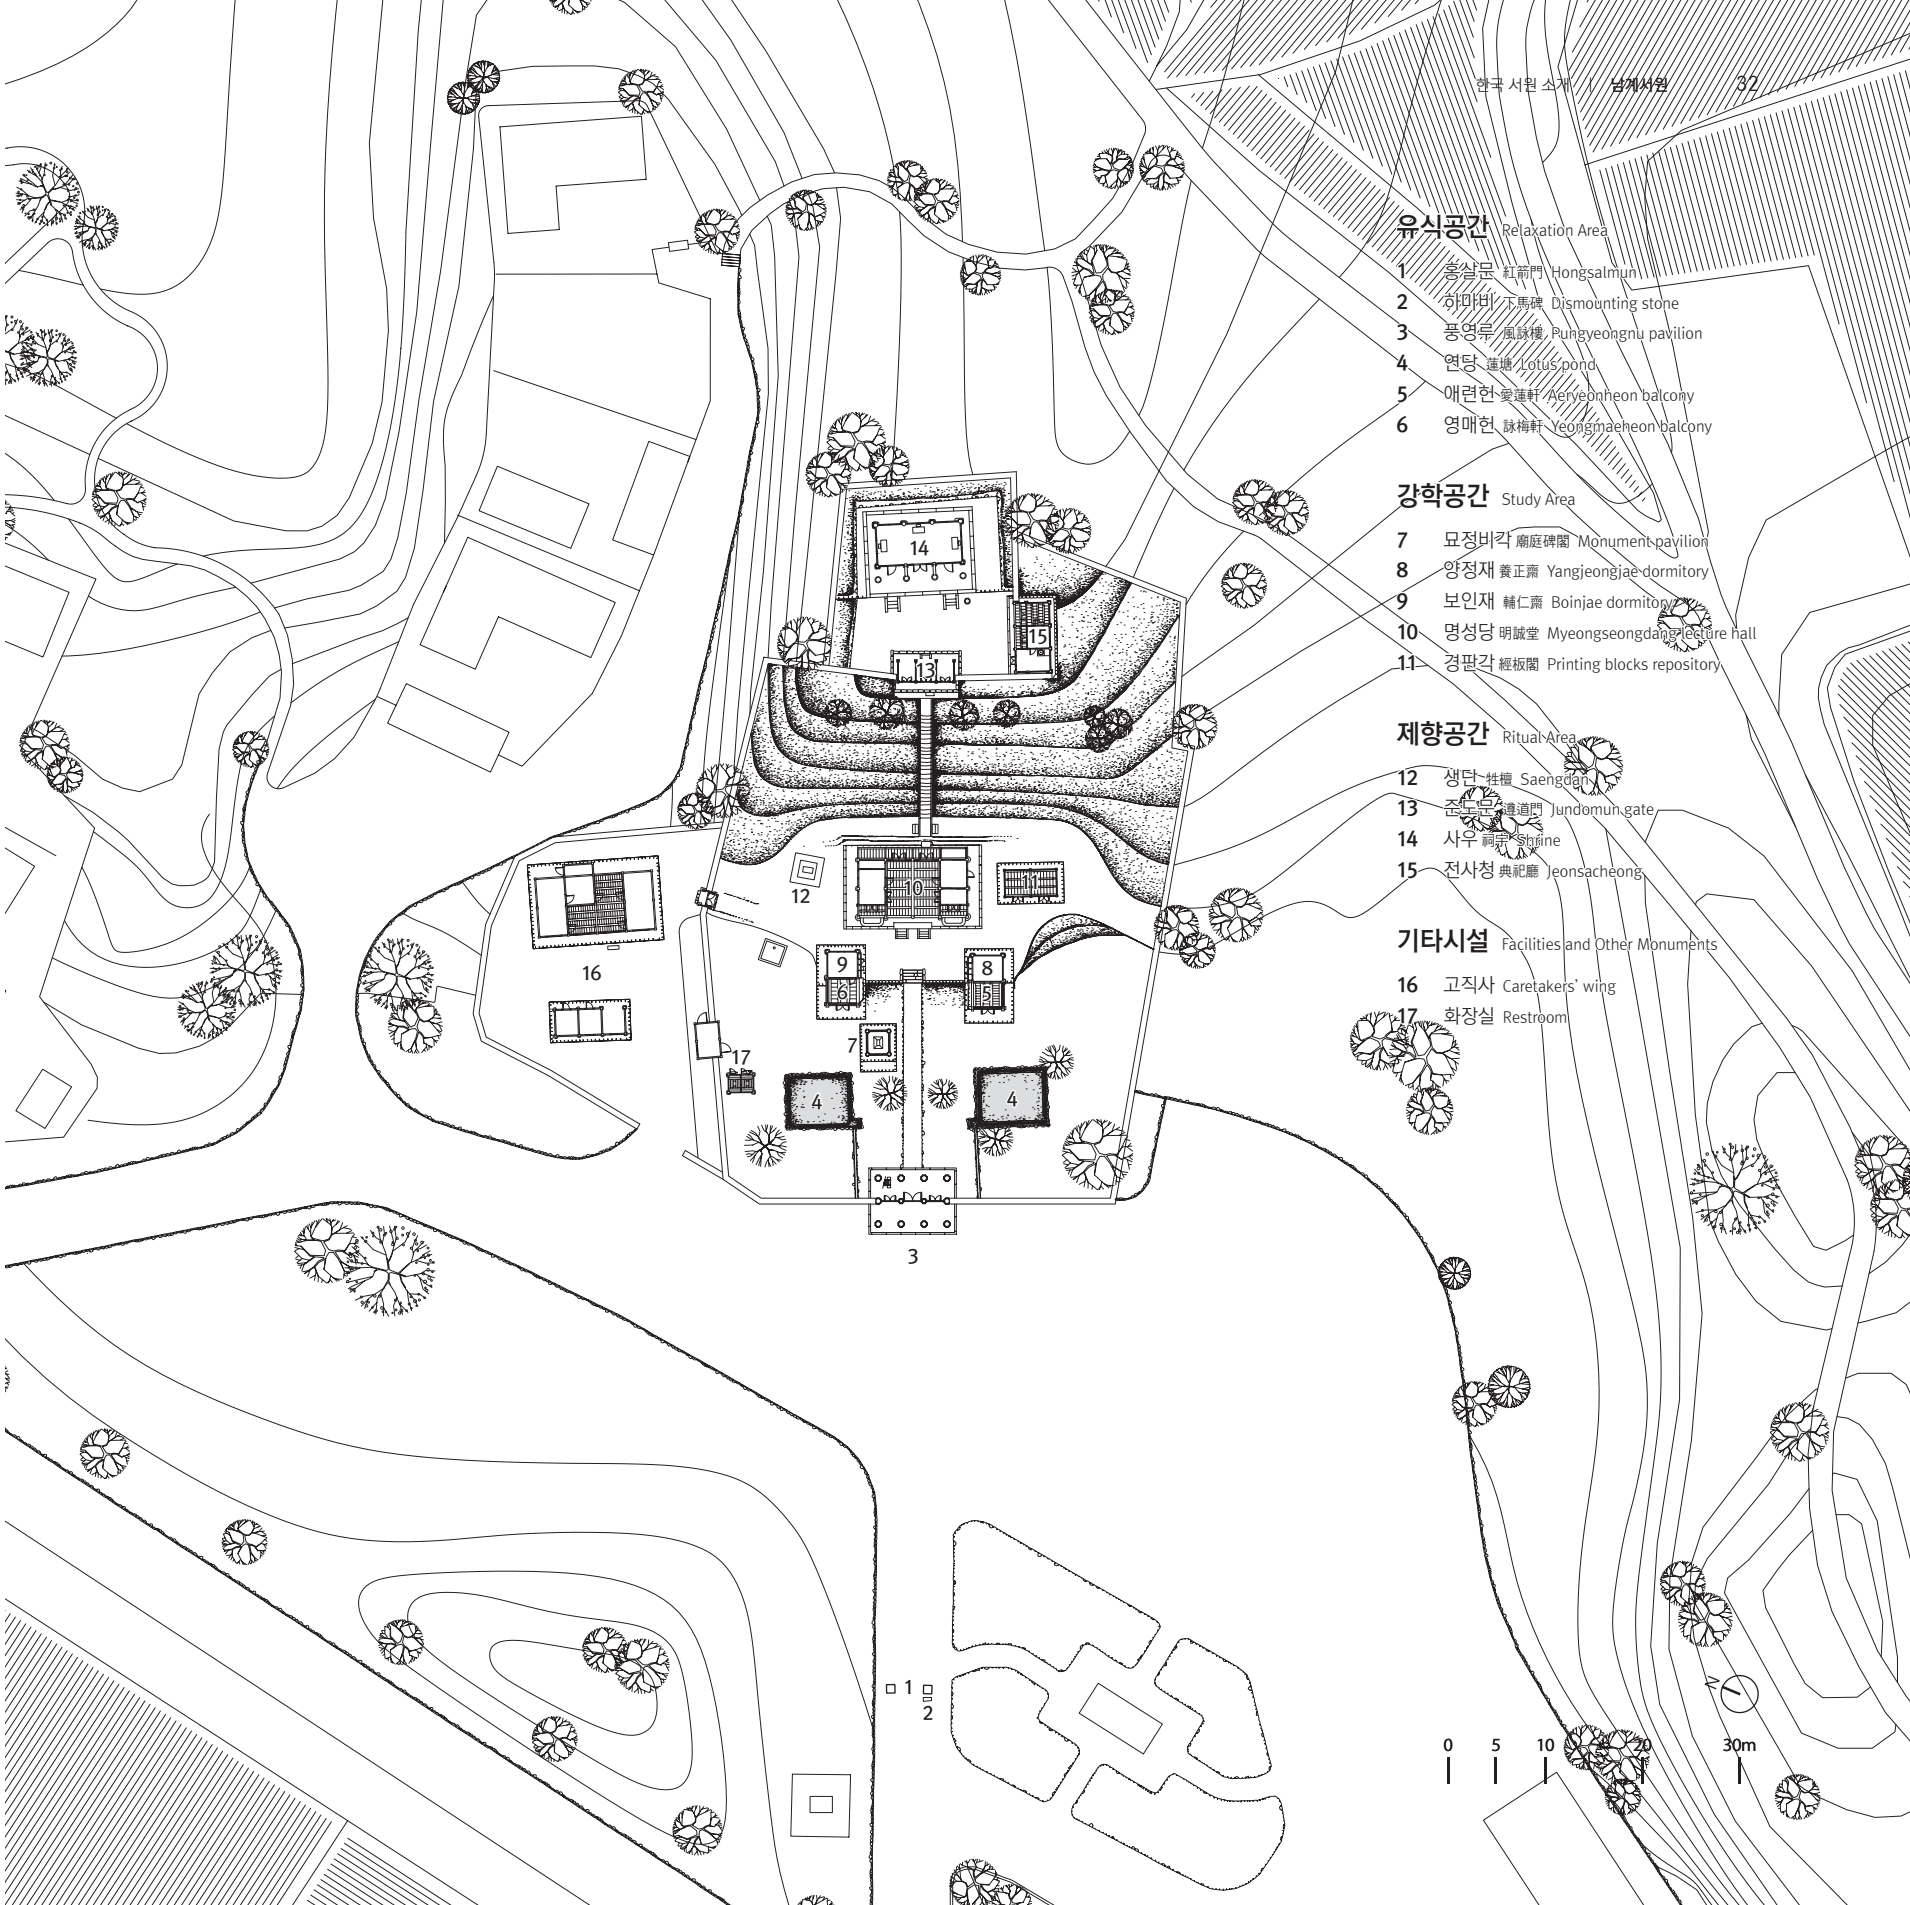 한국 서원 소개 | 남계서원 32
유식공간 Relaxation Area
1 홍살문 紅箭門 Hongsalmun
2 하마비 下馬碑 Dismounting stone
3 풍영루 風詠樓 Pungyeongnu pavilion
4 연당 蓮塘 Lotus pond
5 애련헌 愛蓮軒 Aeryeonheon balcony
6 영매헌 詠梅軒 Yeongmaeheon balcony
강학공간 Study Area
7 묘정비각 廟庭碑閣 Monument pavilion
8 양정재 養正齋 Yangjeongjae dormitory
9 보인재 輔仁齋 Boinjae dormitory
10 명성당 明誠堂 Myeongseongdang lecture hall
11 경판각 經板閣 Printing blocks repository
제향공간 Ritual Area
12 생단 牲檀 Saengdan
13 준도문 遵道門 Jundomun gate
14 사우 祠宇 Shrine
15 전사청 典祀廳 Jeonsacheong
기타시설 Facilities and Other Monuments
16 고직사 Caretakers' wing
17 화장실 Restroom
14
15
13
12
10
11
9
8
16
6
5
7
17
4
4
3
1
2
N
0 5 10 20 30m